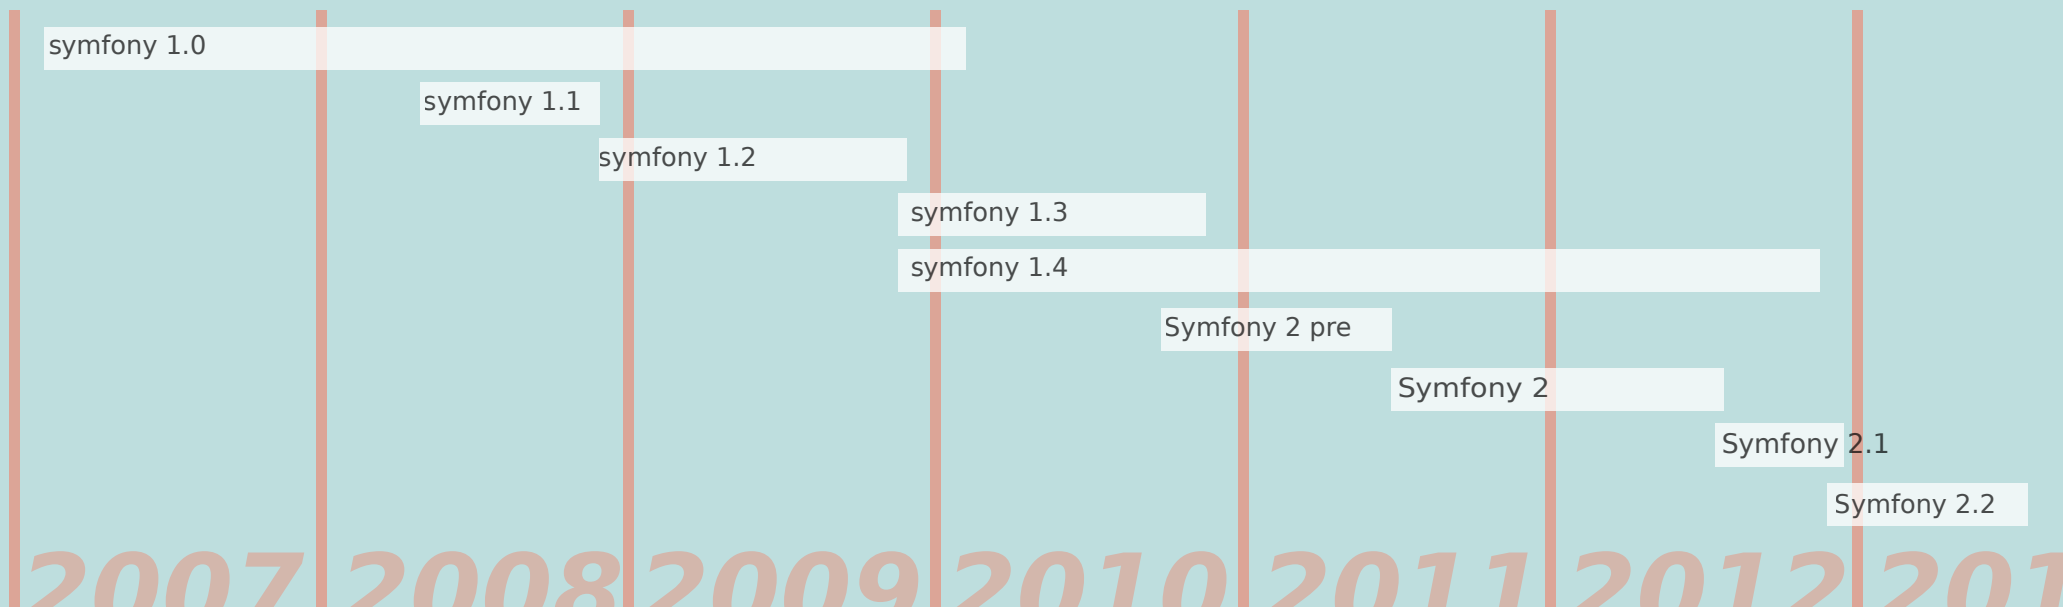 symfony 1.0
symfony 1.1
symfony 1.2
symfony 1.3
symfony 1.4
Symfony 2 pre
Symfony 2
Symfony 2.1
Symfony 2.2
2007 2008 2009 2010 2011 2012 201